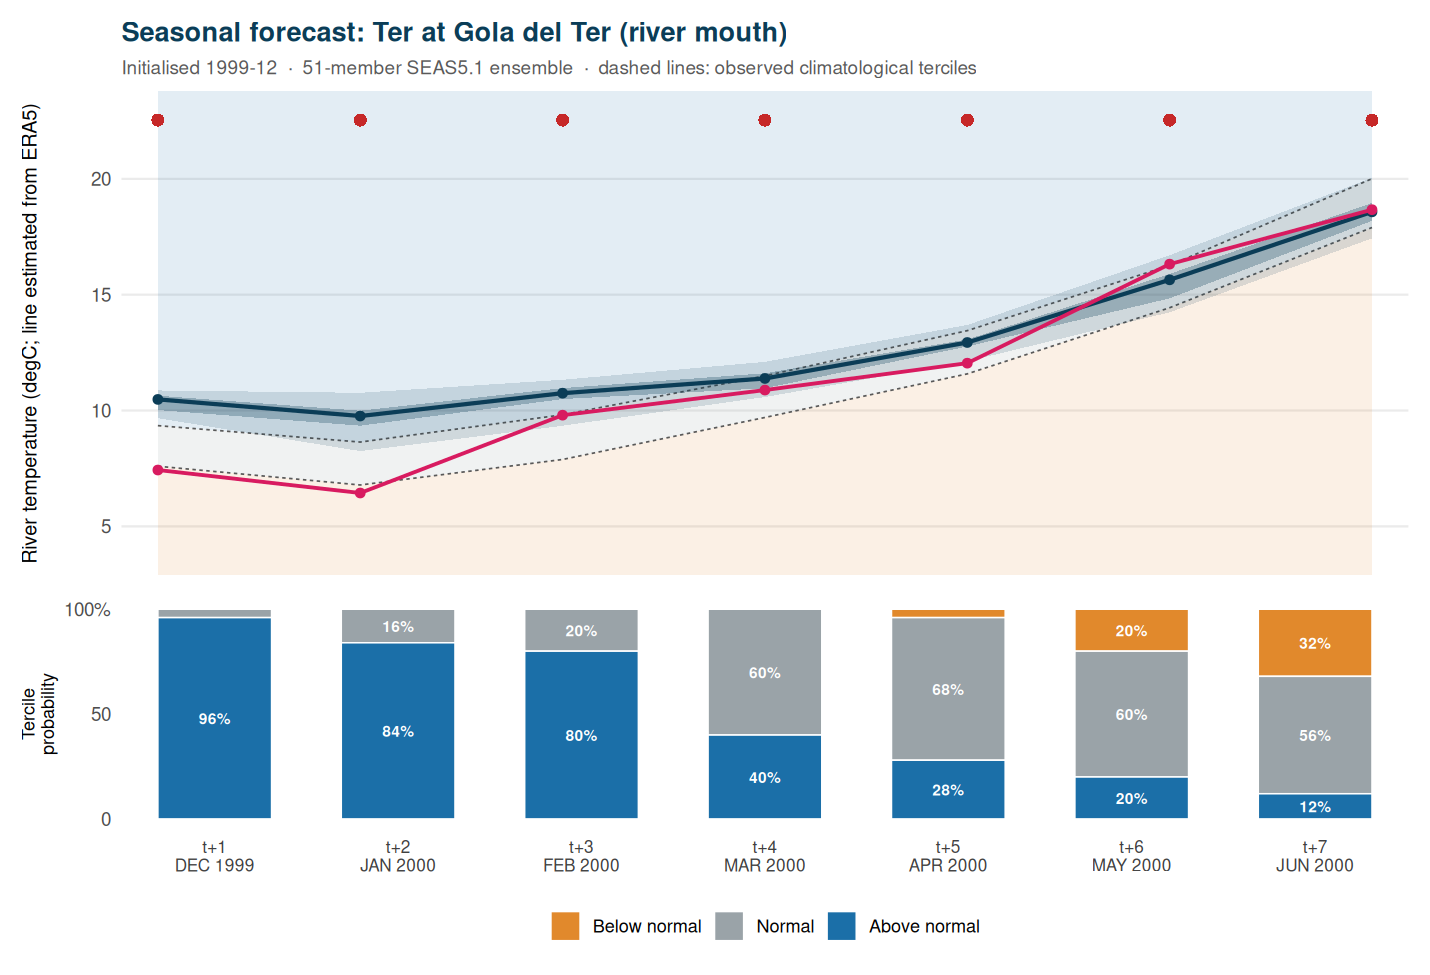 Seasonal forecast: Ter at Gola del Ter (river mouth)
Initialised 1999-12 · 51-member SEAS5.1 ensemble · dashed lines: observed climatological terciles
River temperature (degC; line estimated from ERA5)
20
15
10
5
Tercile
probability
100%
50
0
96%
16%
84%
20%
80%
60%
40%
68%
28%
20%
60%
20%
32%
56%
12%
t+1
DEC 1999
t+2
JAN 2000
t+3
FEB 2000
t+4
MAR 2000
t+5
APR 2000
t+6
MAY 2000
t+7
JUN 2000
Below normal
Normal
Above normal